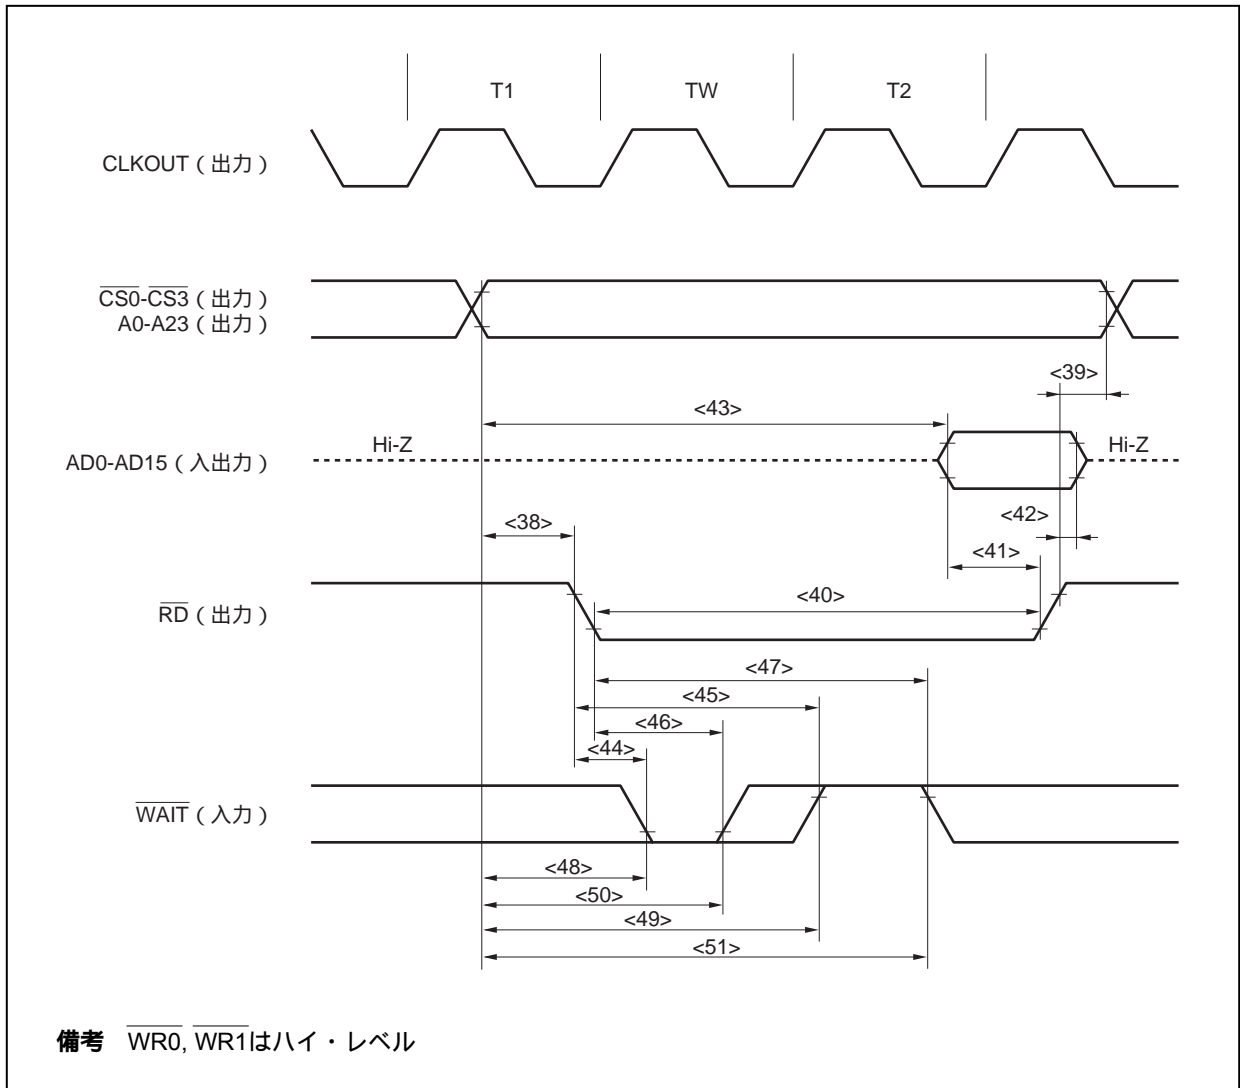 T1 TW T2
CLKOUT（出力）
CS0-CS3（出力）
A0-A23（出力）
<39>
<43>
AD0-AD15（入出力）
Hi-Z
Hi-Z
<42>
<38>
<41>
<40>
RD（出力）
<47>
<45>
<46>
<44>
WAIT（入力）
<48>
<50>
<49>
<51>
備考 WR0, WR1はハイ・レベル